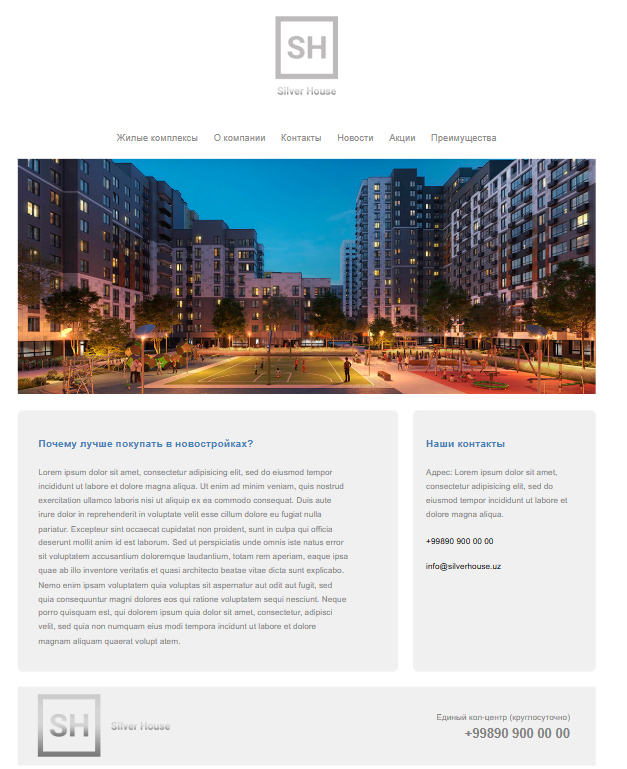 SH
Silver House
Жилые комплексы О компании Контакты Новости Акции Преимущества
Почему лучше покупать в новостройках?
Lorem ipsum dolor sit amet, consectetur adipisicing elit, sed do eiusmod tempor
incididunt ut labore et dolore magna aliqua. Ut enim ad minim veniam, quis nostrud
exercitation ullamco laboris nisi ut aliquip ex ea commodo consequat. Duis aute
irure dolor in reprehenderit in voluptate velit esse cillum dolore eu fugiat nulla
pariatur. Excepteur sint occaecat cupidatat non proident, sunt in culpa qui officia
deserunt mollit anim id est laborum. Sed ut perspiciatis unde omnis iste natus error
sit voluptatem accusantium doloremque laudantium, totam rem aperiam, eaque ipsa
quae ab illo inventore veritatis et quasi architecto beatae vitae dicta sunt explicabo.
Nemo enim ipsam voluptatem quia voluptas sit aspernatur aut odit aut fugit, sed
quia consequuntur magni dolores eos qui ratione voluptatem sequi nesciunt. Neque
porro quisquam est, qui dolorem ipsum quia dolor sit amet, consectetur, adipisci
velit, sed quia non numquam eius modi tempora incidunt ut labore et dolore
magnam aliquam quaerat volupt atem.
Наши контакты
Адрес: Lorem ipsum dolor sit amet,
consectetur adipisicing elit, sed do
eiusmod tempor incididunt ut labore et
dolore magna aliqua.
+99890 900 00 00
info@silverhouse.uz
SH
Silver House
Единый кол-центр (круглосуточно)
+99890 900 00 00